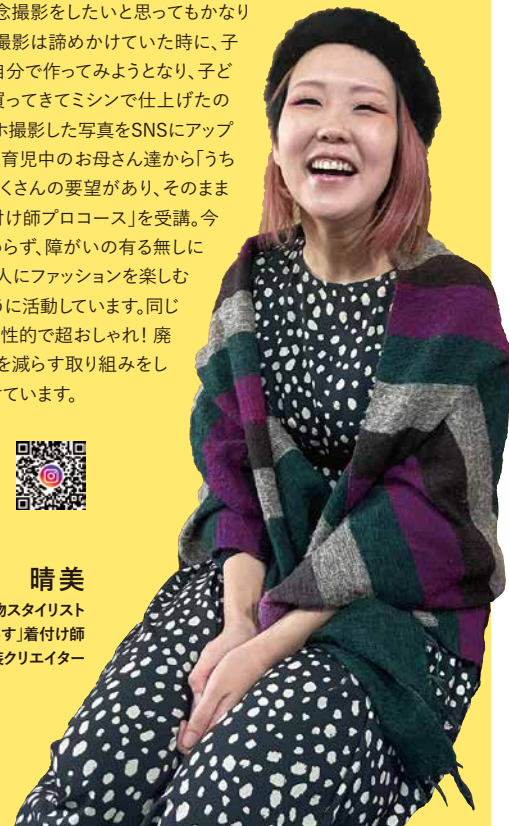 念撮影をしたいと思ってもかなり
撮影は諦めかけていた時に、子
自分で作ってみようとなり、子ど
買ってきてミシンで仕上げたの
ホ撮影した写真をSNSにアップ
育児中のお母さん達から「うち
くさんの要望があり、そのまま
付け師プロコース」を受講。今
わらず、障がいの有る無しに
人にファッションを楽しむ
うに活動しています。同じ
性的で超おしゃれ! 廃
を減らす取り組みをし
けています。
晴美
物スタイリスト
す」着付け師
クリエイター